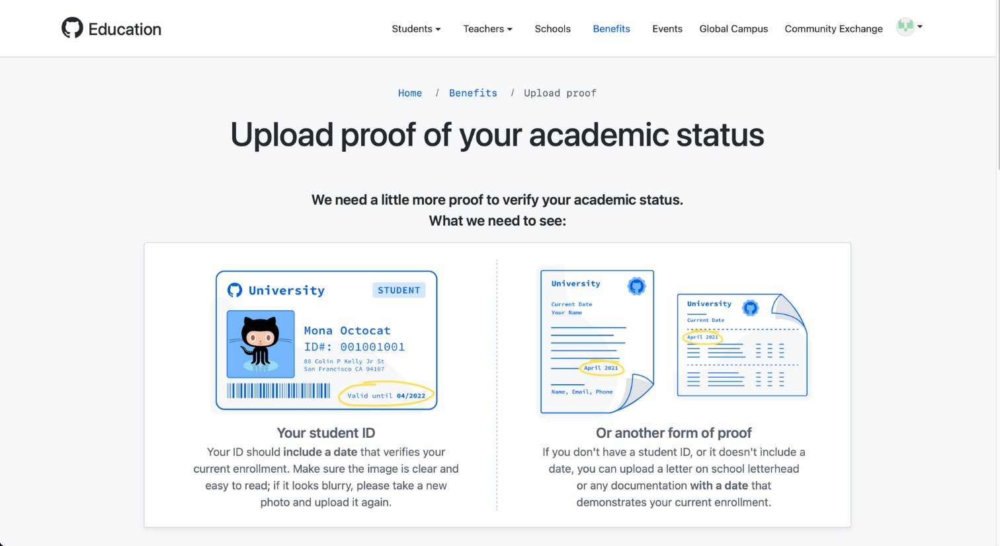 Education
Students
Teachers
Schools
Benefits
Events
Global Campus
Community Exchange
Home / Benefits / Upload proof
Upload proof of your academic status
We need a little more proof to verify your academic status.
What we need to see:
University
STUDENT
Mona Octocat
ID#: 001001001
88 Colin P Kelly Jr St
San Francisco CA 94107
Valid until 04/2022
Your student ID
Your ID should include a date that verifies your
current enrollment. Make sure the image is clear and
easy to read; if it looks blurry, please take a new
photo and upload it again.
University
Current Date
Your Name
April 2021
Name, Email, Phone
University
Current Date
April 2021
Or another form of proof
If you don't have a student ID, or it doesn't include a
date, you can upload a letter on school letterhead
or any documentation with a date that
demonstrates your current enrollment.